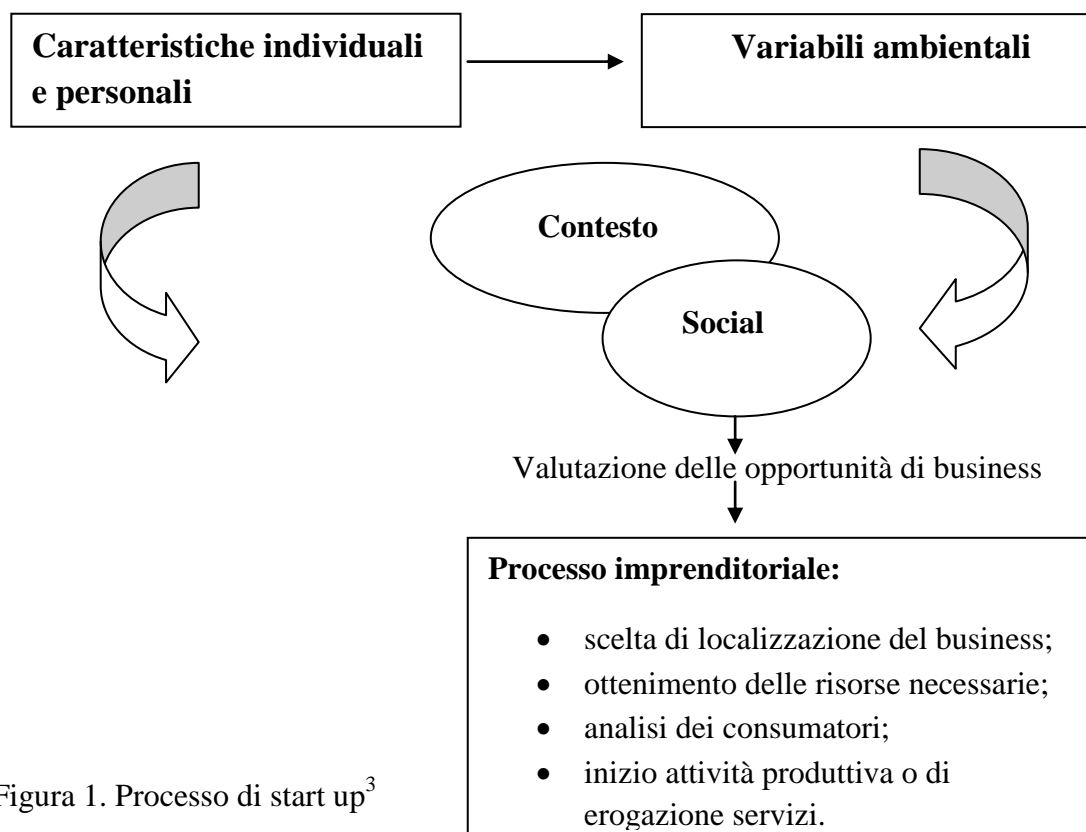 Caratteristiche individuali
e personali
Variabili ambientali
Contesto
Social
Valutazione delle opportunità di business
Processo imprenditoriale:
• scelta di localizzazione del business;
• ottenimento delle risorse necessarie;
• analisi dei consumatori;
• inizio attività produttiva o di
erogazione servizi.
Figura 1. Processo di start up³